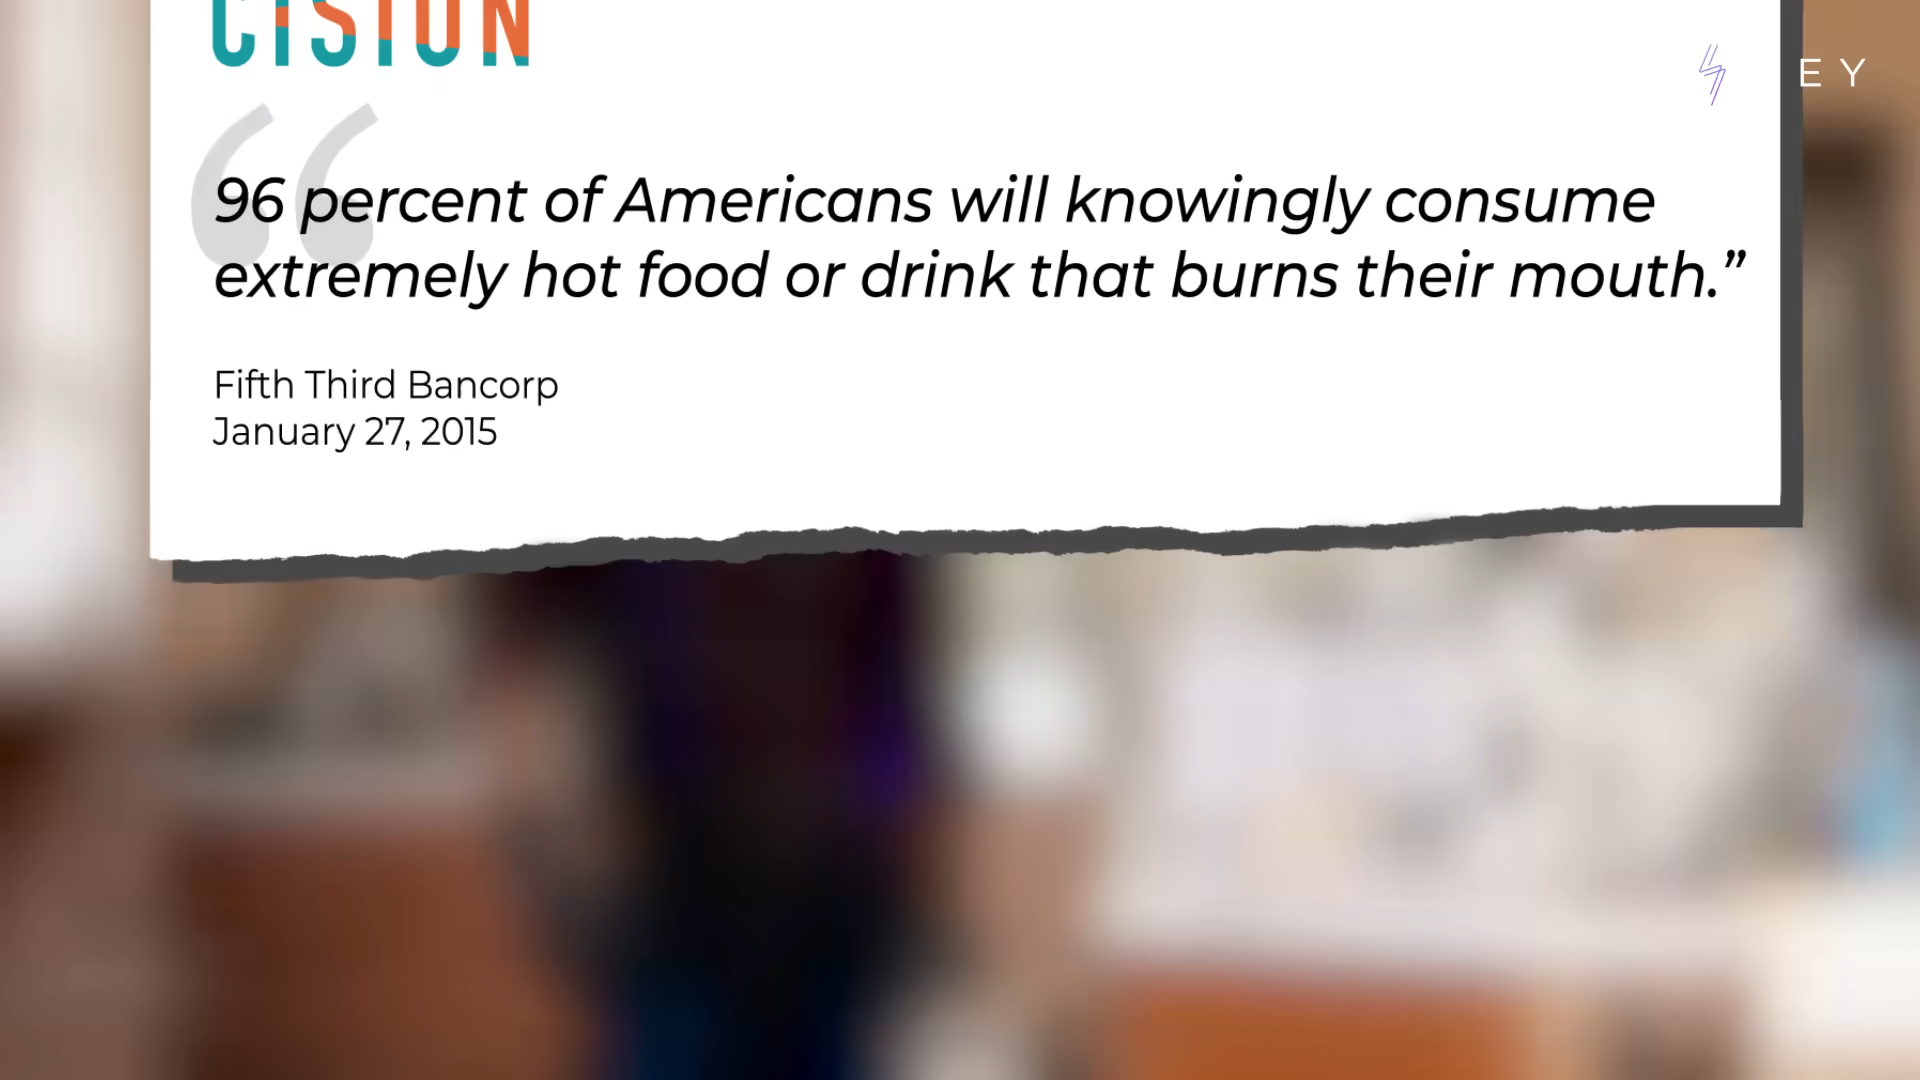 CISION
EY
96 percent of Americans will knowingly consume
extremely hot food or drink that burns their mouth.”
Fifth Third Bancorp
January 27, 2015